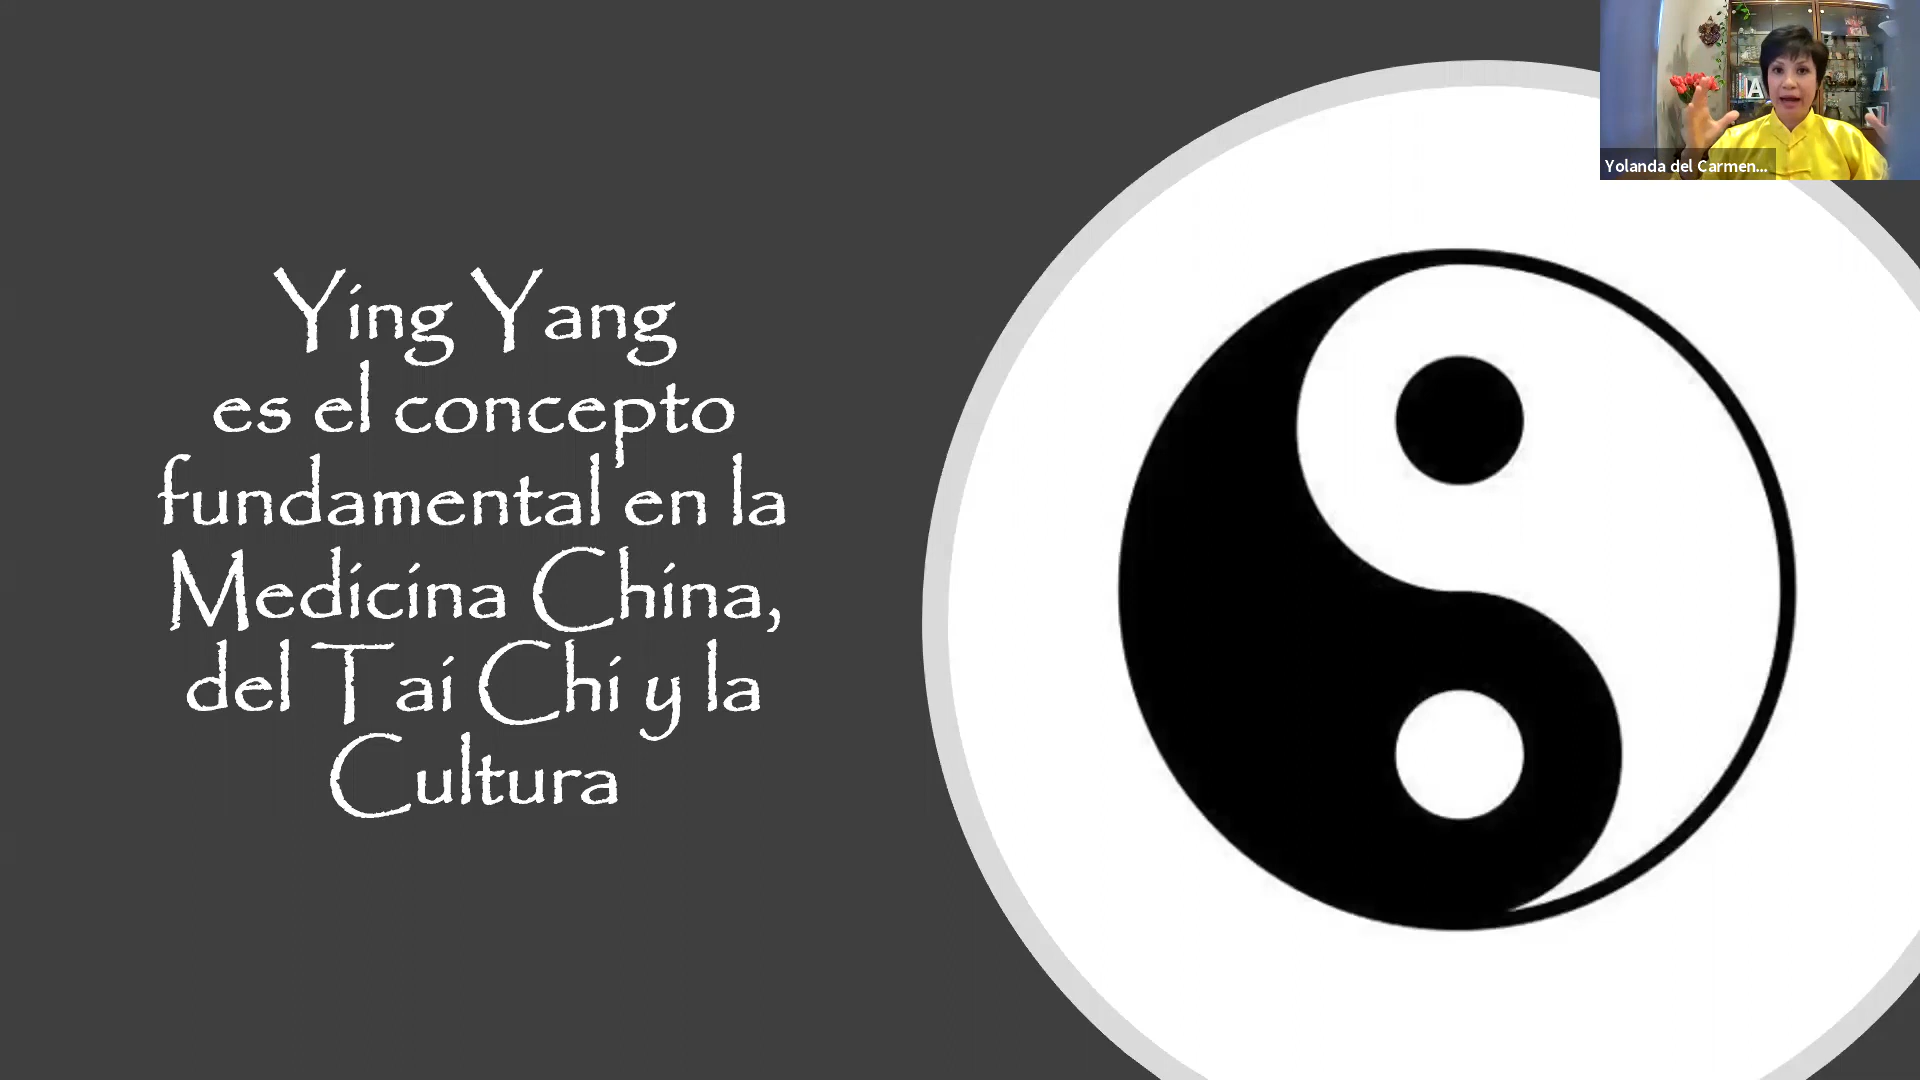 Ying Yang
es el concepto
fundamental en la
Medicina China,
del Tai Chi y la
Cultura
Yolanda del Carmen...
A